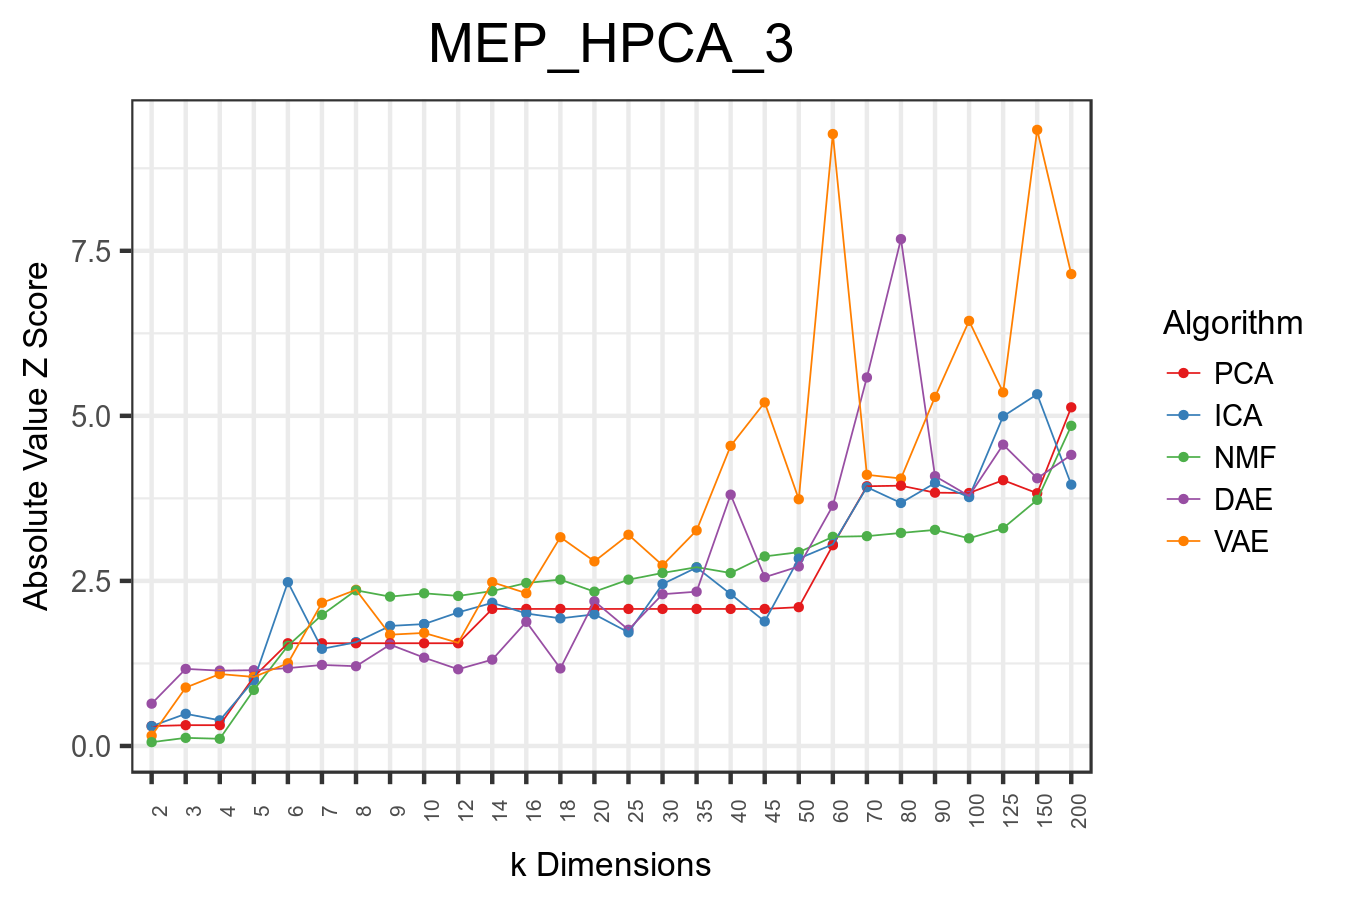 MEP_HPCA_3
Absolute Value Z Score
7.5
5.0
2.5
0.0
2 3 4 5 6 7 8 9 10 12 14 16 18 20 25 30 35 40 45 50 60 70 80 90 100 125 150 200
k Dimensions
Algorithm
PCA
ICA
NMF
DAE
VAE